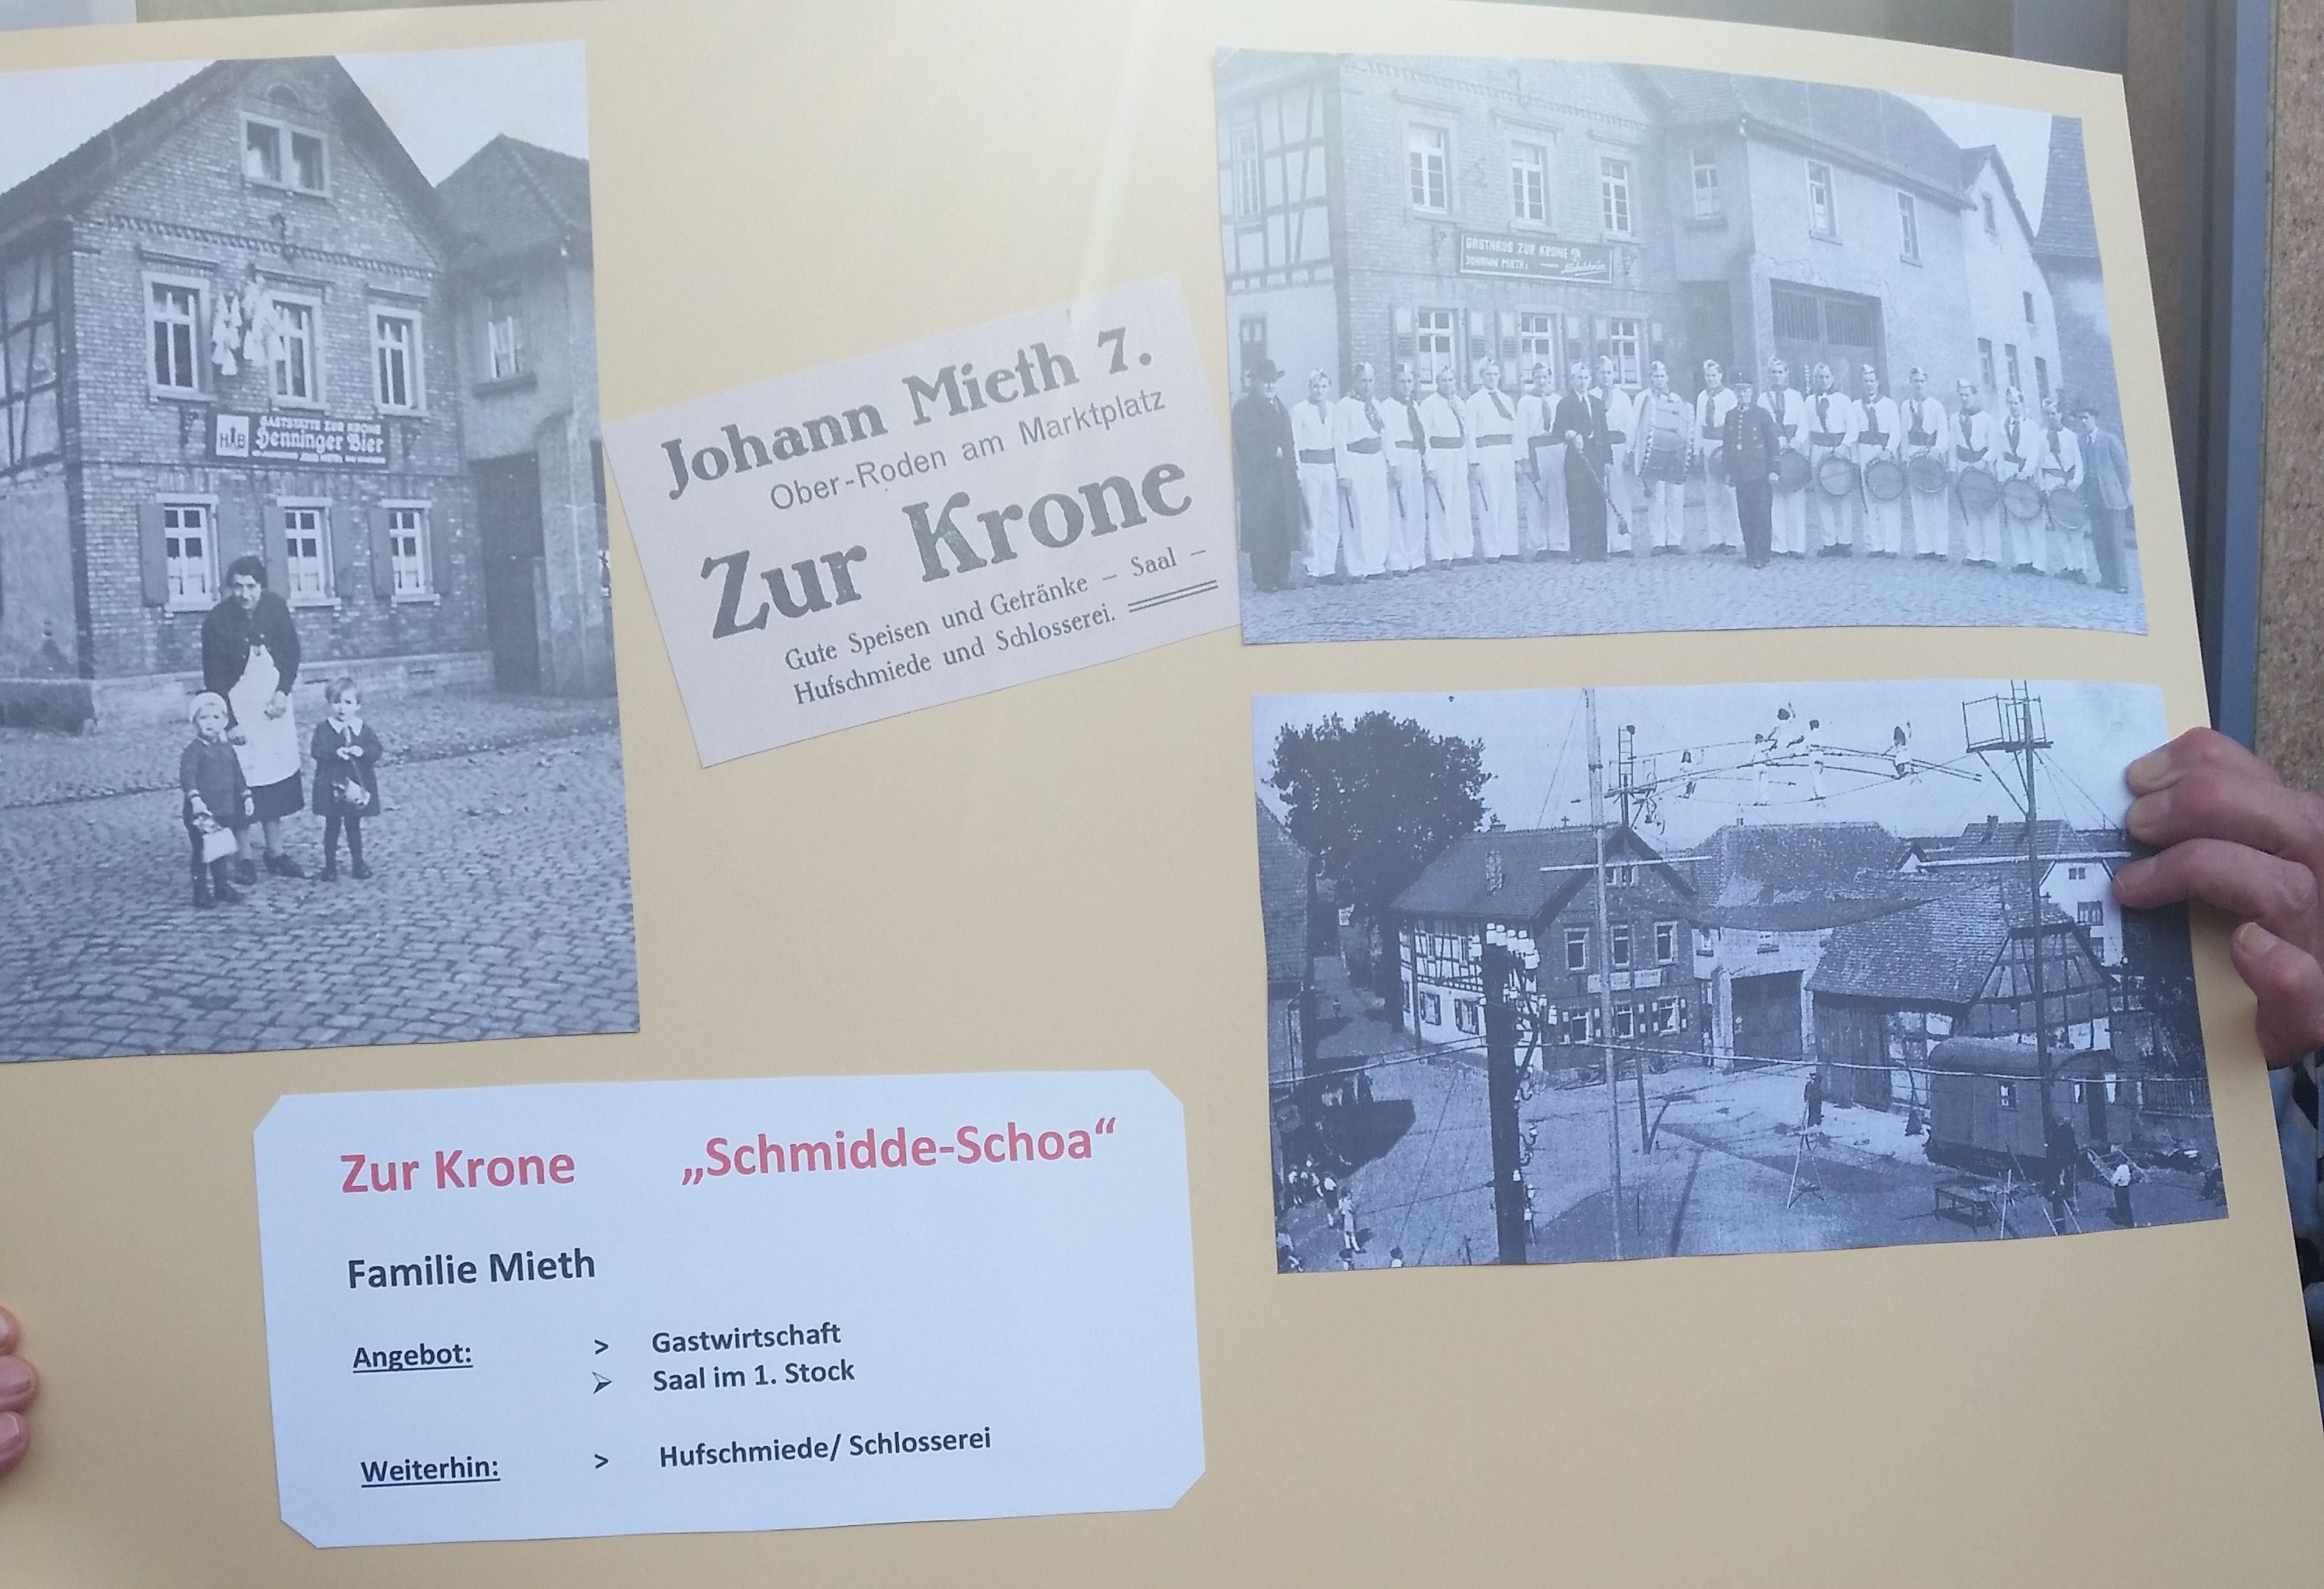 HB
GASTSTÄTTE ZUR KRONE
Henninger Bier
Johann Mieth 7.
Ober-Roden am Marktplatz
Zur Krone
Gute Speisen und Getränke – Saal –
Hufschmiede und Schlosserei.
GASTHAUS ZUR KRONE
JOHANN MIETH
Zur Krone „Schmidde-Schoa“
Familie Mieth
Angebot: > Gastwirtschaft
➢ Saal im 1. Stock
Weiterhin: > Hufschmiede/ Schlosserei